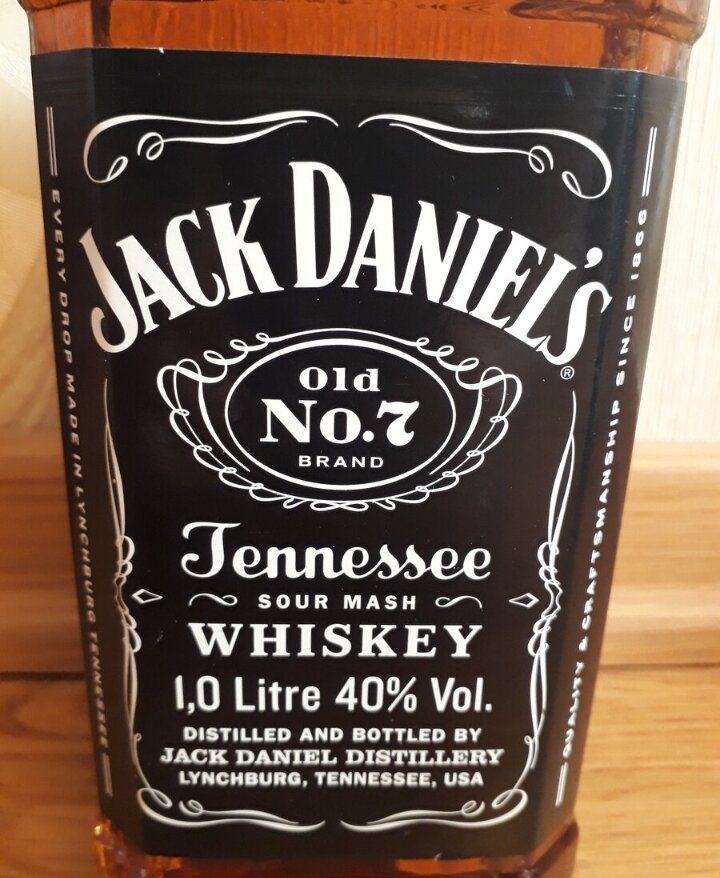 JACK DANIEL'S
®
Old
No.7
BRAND
Tennessee
SOUR MASH
WHISKEY
1,0 Litre 40% Vol.
DISTILLED AND BOTTLED BY
JACK DANIEL DISTILLERY
LYNCHBURG, TENNESSEE, USA
EVERY DROP MADE IN LYNCHBURG TENNESSEE
QUALITY & CRAFTSMANSHIP SINCE 1866